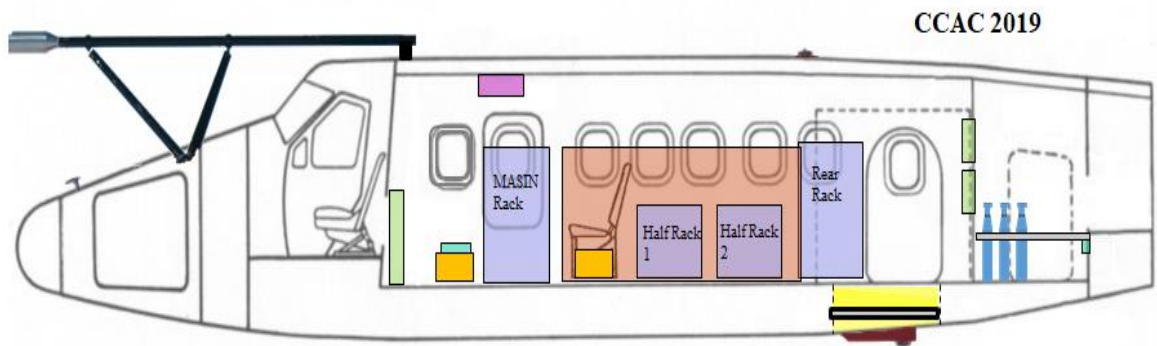 CCAC 2019
MASIN
Rack
Half Rack
1
Half Rack
2
Rear
Rack